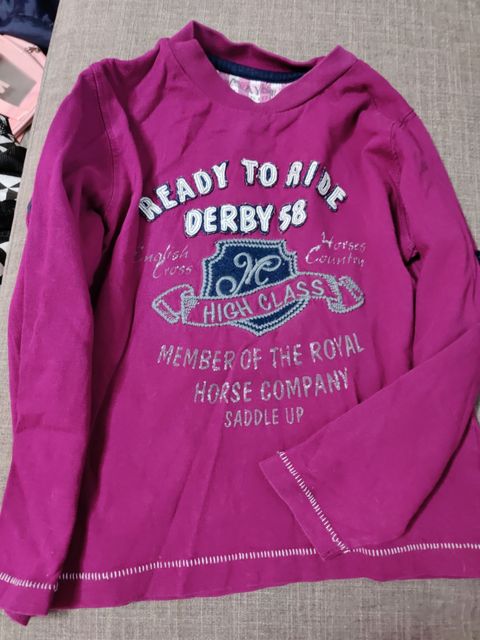 READY TO RIDE
DERBY 58
English Cross
Horses Country
M
HIGH CLASS
MEMBER OF THE ROYAL
HORSE COMPANY
SADDLE UP